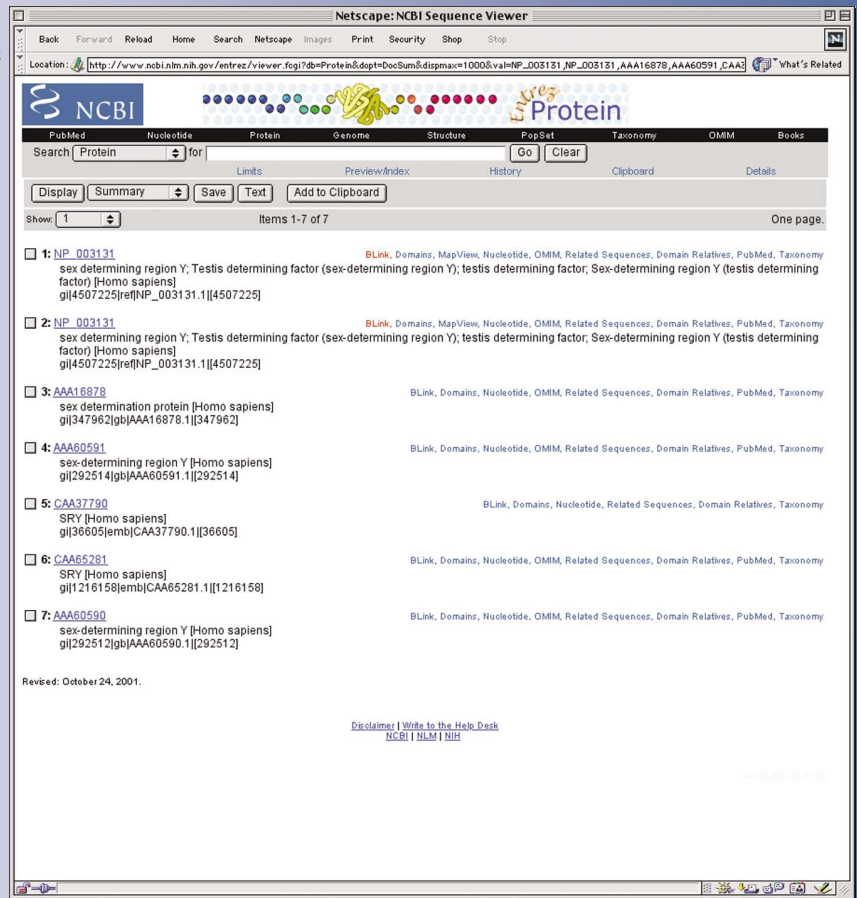 Netscape: NCBI Sequence Viewer
Back Forward Reload Home Search Netscape Images Print Security Shop Stop
Location: http://www.ncbi.nlm.nih.gov/entrez/viewer.fcgi?db=Protein&dopt=DocSum&dispmax=1000&val=NP_003131,NP_003131,AAA16878,AAA60591,CAA3 What's Related
NCBI Entrez Protein
PubMed Nucleotide Protein Genome Structure PopSet Taxonomy OMIM Books
Search Protein for Go Clear
Limits Preview/Index History Clipboard Details
Display Summary Save Text Add to Clipboard
Show: 1 Items 1-7 of 7 One page.
1: NP_003131 BLink, Domains, MapView, Nucleotide, OMIM, Related Sequences, Domain Relatives, PubMed, Taxonomy
sex determining region Y; Testis determining factor (sex-determining region Y); testis determining factor; Sex-determining region Y (testis determining
factor) [Homo sapiens]
gi|4507225|ref|NP_003131.1|[4507225]
2: NP_003131 BLink, Domains, MapView, Nucleotide, OMIM, Related Sequences, Domain Relatives, PubMed, Taxonomy
sex determining region Y; Testis determining factor (sex-determining region Y); testis determining factor; Sex-determining region Y (testis determining
factor) [Homo sapiens]
gi|4507225|ref|NP_003131.1|[4507225]
3: AAA16878 BLink, Domains, Nucleotide, OMIM, Related Sequences, Domain Relatives, PubMed, Taxonomy
sex determination protein [Homo sapiens]
gi|347962|gb|AAA16878.1|[347962]
4: AAA60591 BLink, Domains, Nucleotide, OMIM, Related Sequences, Domain Relatives, PubMed, Taxonomy
sex-determining region Y [Homo sapiens]
gi|292514|gb|AAA60591.1|[292514]
5: CAA37790 BLink, Domains, Nucleotide, Related Sequences, Domain Relatives, Taxonomy
SRY [Homo sapiens]
gi|36605|emb|CAA37790.1|[36605]
6: CAA65281 BLink, Domains, Nucleotide, OMIM, Related Sequences, Domain Relatives, PubMed, Taxonomy
SRY [Homo sapiens]
gi|1216158|emb|CAA65281.1|[1216158]
7: AAA60590 BLink, Domains, Nucleotide, OMIM, Related Sequences, Domain Relatives, PubMed, Taxonomy
sex-determining region Y [Homo sapiens]
gi|292512|gb|AAA60590.1|[292512]
Revised: October 24, 2001.
Disclaimer | Write to the Help Desk
NCBI | NLM | NIH